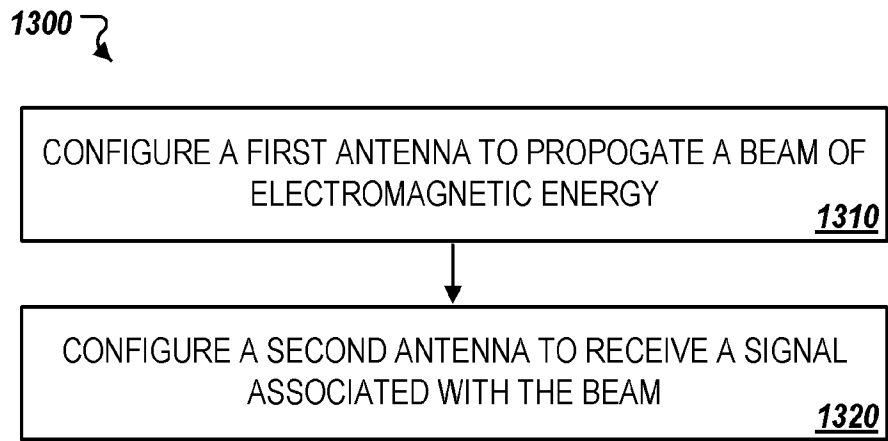 1300
CONFIGURE A FIRST ANTENNA TO PROPOGATE A BEAM OF
ELECTROMAGNETIC ENERGY
1310
CONFIGURE A SECOND ANTENNA TO RECEIVE A SIGNAL
ASSOCIATED WITH THE BEAM
1320